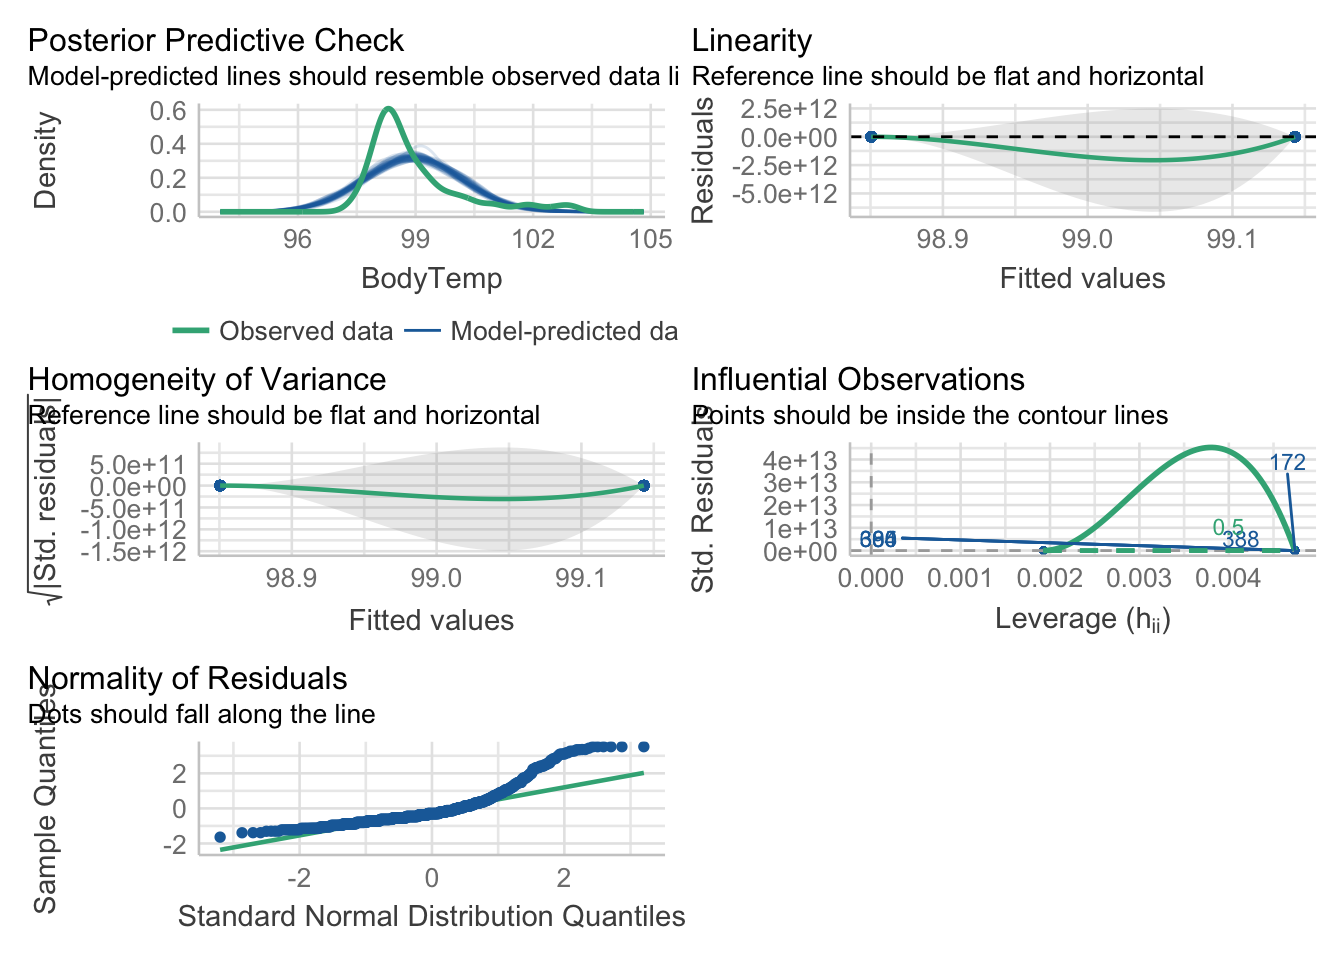 Posterior Predictive Check
Model-predicted lines should resemble observed data li
Density
0.6
0.4
0.2
0.0
96 99 102 105
BodyTemp
Observed data Model-predicted da
Linearity
Reference line should be flat and horizontal
Residuals
2.5e+12
0.0e+00
-2.5e+12
-5.0e+12
98.9 99.0 99.1
Fitted values
Homogeneity of Variance
Reference line should be flat and horizontal
√|Std. residuals|
5.0e+11
0.0e+00
-5.0e+11
-1.0e+12
-1.5e+12
98.9 99.0 99.1
Fitted values
Influential Observations
Points should be inside the contour lines
Std. Residuals
4e+13
3e+13
2e+13
1e+13
0e+00
172
0.5
388
0.000 0.001 0.002 0.003 0.004
Leverage (hii)
Normality of Residuals
Dots should fall along the line
Sample Quantiles
2
0
-2
-2 0 2
Standard Normal Distribution Quantiles